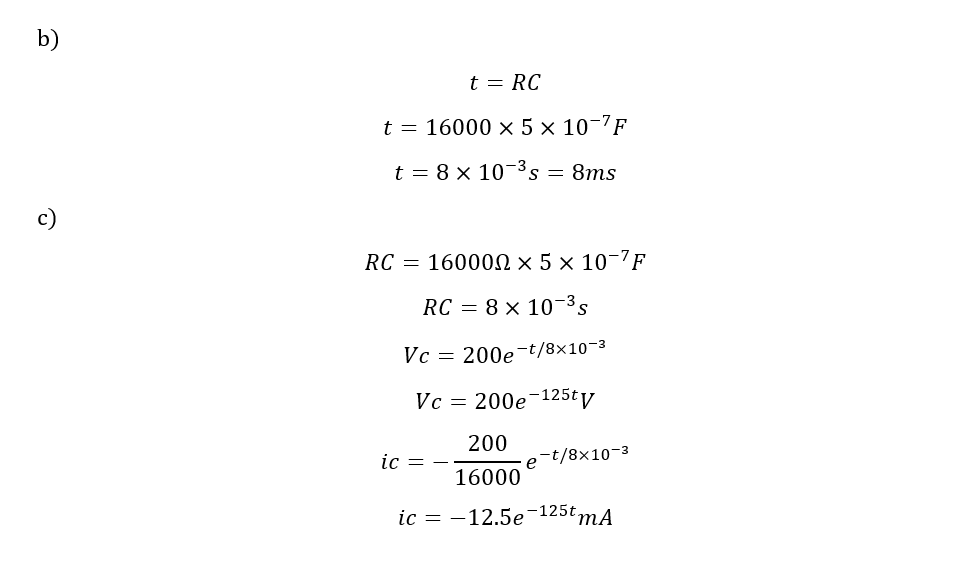 b)
t = RC
t = 16000 × 5 × 10⁻⁷F
t = 8 × 10⁻³s = 8ms
c)
RC = 16000Ω × 5 × 10⁻⁷F
RC = 8 × 10⁻³s
Vc = 200e^{−t/8×10⁻³}
Vc = 200e^{−125t}V
ic = −\frac{200}{16000}e^{−t/8×10⁻³}
ic = −12.5e^{−125t}mA